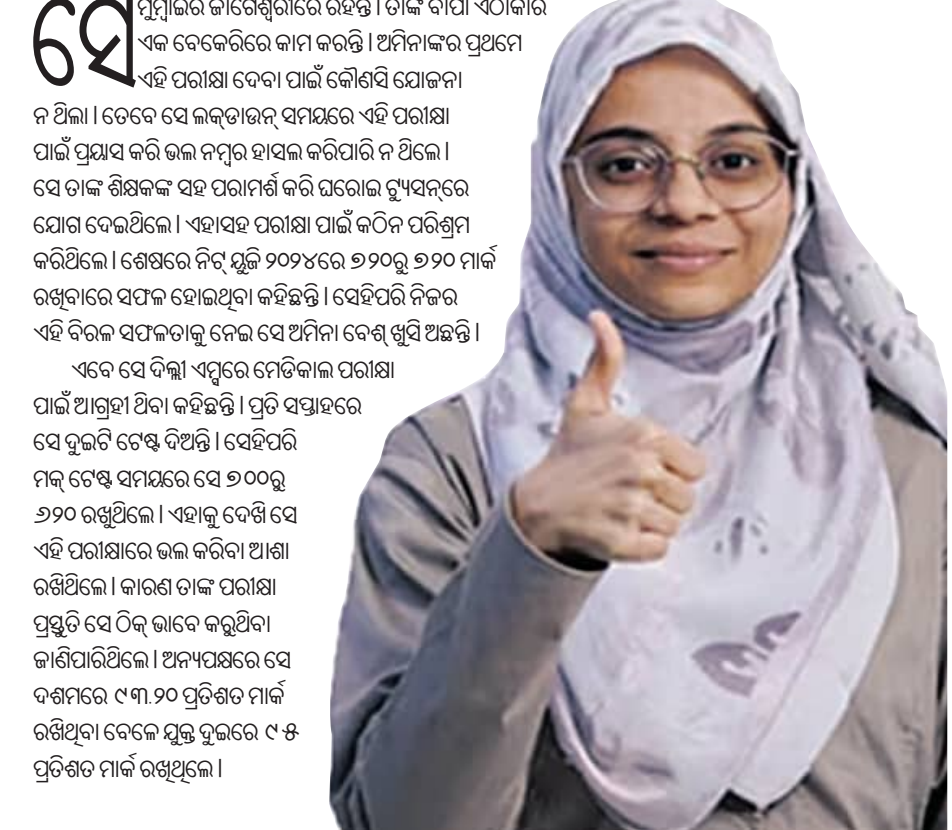 ସେ ମୁମ୍ବାଇର ଜୋଗେଶ୍ୱରୀରେ ରହନ୍ତି । ତାଙ୍କ ବାପା ଏଠାକାର
ଏକ ବେକେରିରେ କାମ କରନ୍ତି । ଅମିନାଙ୍କର ପ୍ରଥମେ
ଏହି ପରୀକ୍ଷା ଦେବା ପାଇଁ କୌଣସି ଯୋଜନା
ନ ଥିଲା । ତେବେ ସେ ଲକ୍‌ଡାଉନ୍ ସମୟରେ ଏହି ପରୀକ୍ଷା
ପାଇଁ ପ୍ରୟାସ କରି ଭଲ ନମ୍ବର ହାସଲ କରିପାରି ନ ଥିଲେ ।
ସେ ତାଙ୍କ ଶିକ୍ଷକଙ୍କ ସହ ପରାମର୍ଶ କରି ଘରୋଇ ଟ୍ୟୁସନ୍‌ରେ
ଯୋଗ ଦେଇଥିଲେ । ଏହାସହ ପରୀକ୍ଷା ପାଇଁ କଠିନ ପରିଶ୍ରମ
କରିଥିଲେ । ଶେଷରେ ନିଟ୍ ୟୁଜି ୨୦୨୪ରେ ୭୨୦ରୁ ୭୨୦ ମାର୍କ
ରଖିବାରେ ସଫଳ ହୋଇଥିବା କହିଛନ୍ତି । ସେହିପରି ନିଜର
ଏହି ବିରଳ ସଫଳତାକୁ ନେଇ ସେ ଅମିନା ବେଶ୍ ଖୁସି ଅଛନ୍ତି ।
ଏବେ ସେ ଦିଲ୍ଲୀ ଏମ୍ସରେ ମେଡିକାଲ ପରୀକ୍ଷା
ପାଇଁ ଆଗ୍ରହୀ ଥିବା କହିଛନ୍ତି । ପ୍ରତି ସପ୍ତାହରେ
ସେ ଦୁଇଟି ଟେଷ୍ଟ ଦିଅନ୍ତି । ସେହିପରି
ମକ୍ ଟେଷ୍ଟ ସମୟରେ ସେ ୭୦୦ରୁ
୬୨୦ ରଖୁଥିଲେ । ଏହାକୁ ଦେଖି ସେ
ଏହି ପରୀକ୍ଷାରେ ଭଲ କରିବା ଆଶା
ରଖିଥିଲେ । କାରଣ ତାଙ୍କ ପରୀକ୍ଷା
ପ୍ରସ୍ତୁତି ସେ ଠିକ୍ ଭାବେ କରୁଥିବା
ଜାଣିପାରିଥିଲେ । ଅନ୍ୟପକ୍ଷରେ ସେ
ଦଶମରେ ୯୩.୨୦ ପ୍ରତିଶତ ମାର୍କ
ରଖିଥିବା ବେଳେ ଯୁକ୍ତ ଦୁଇରେ ୯୫
ପ୍ରତିଶତ ମାର୍କ ରଖିଥିଲେ ।